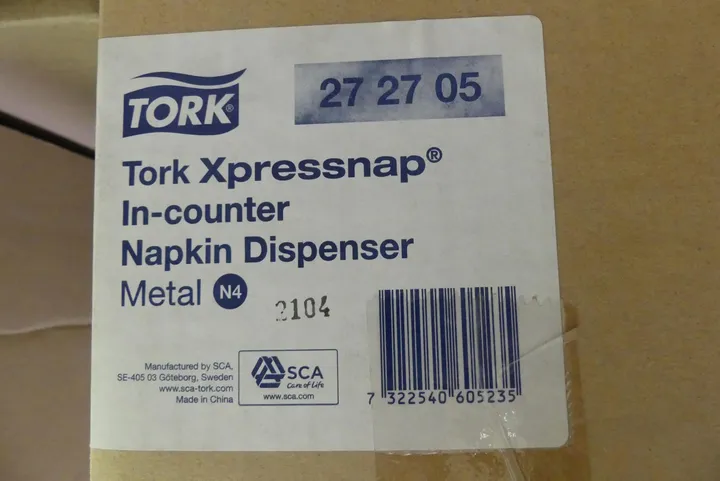 TORK®
27 27 05
Tork Xpressnap®
In-counter
Napkin Dispenser
Metal N4
2104
Manufactured by SCA,
SE-405 03 Göteborg, Sweden
www.sca-tork.com
Made in China
SCA
Care of Life
www.sca.com
7 322540 605235